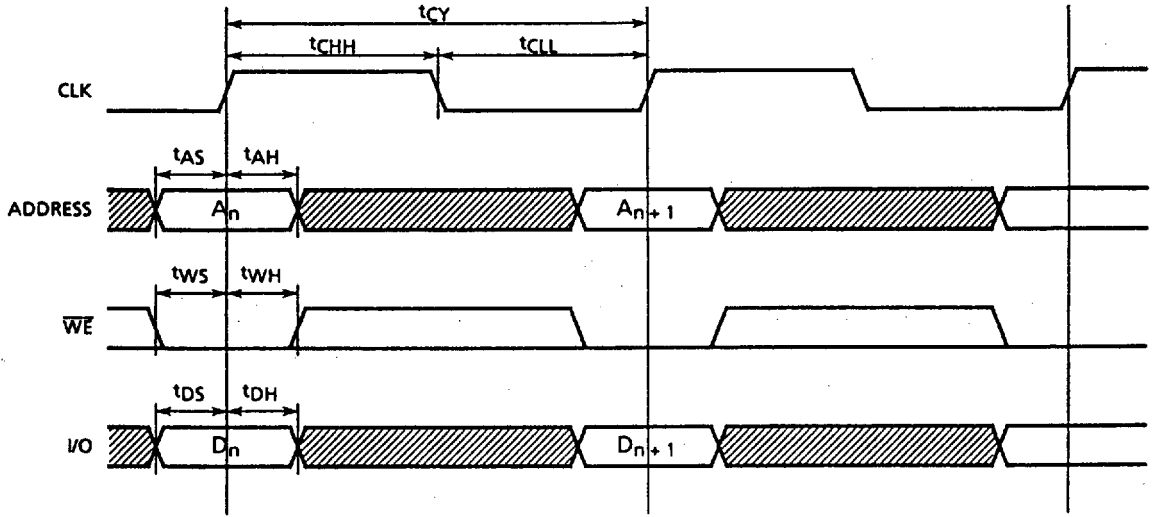 tCY
tCHH tCLL
CLK
tAS tAH
ADDRESS An An + 1
tWS tWH
WE
tDS tDH
I/O Dn Dn + 1